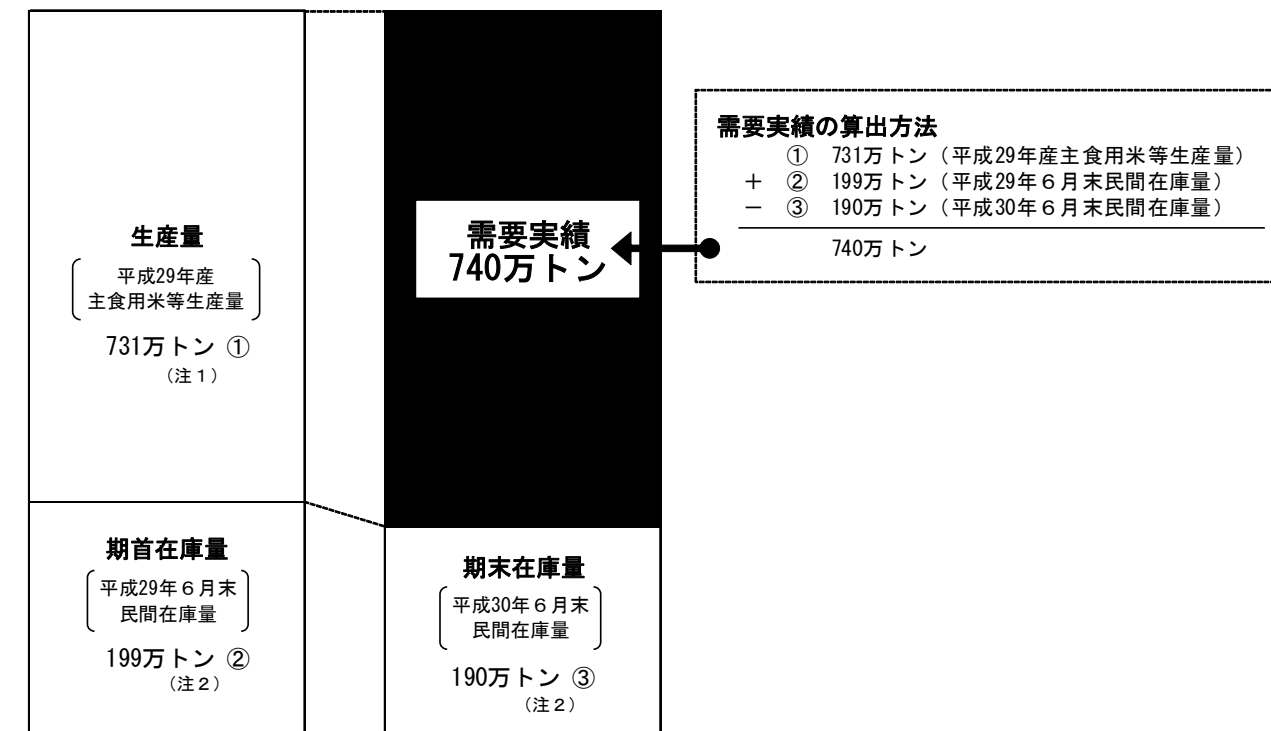 生産量
平成29年産
主食用米等生産量
731万トン ①
（注１）
期首在庫量
平成29年６月末
民間在庫量
199万トン ②
（注２）
需要実績
740万トン
期末在庫量
平成30年６月末
民間在庫量
190万トン ③
（注２）
需要実績の算出方法
① 731万トン（平成29年産主食用米等生産量）
＋ ② 199万トン（平成29年６月末民間在庫量）
－ ③ 190万トン（平成30年６月末民間在庫量）
740万トン